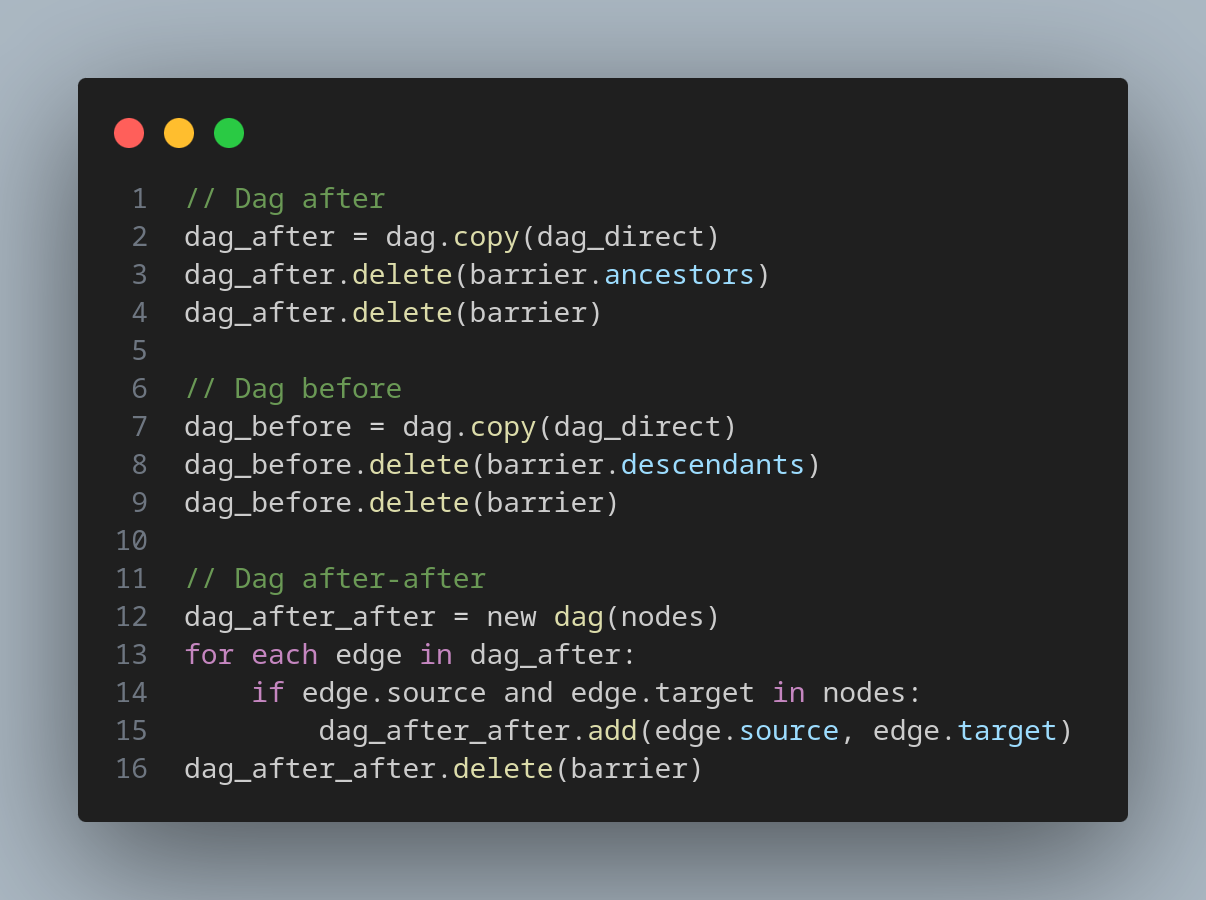 1 // Dag after
2 dag_after = dag.copy(dag_direct)
3 dag_after.delete(barrier.ancestors)
4 dag_after.delete(barrier)
5
6 // Dag before
7 dag_before = dag.copy(dag_direct)
8 dag_before.delete(barrier.descendants)
9 dag_before.delete(barrier)
10
11 // Dag after-after
12 dag_after_after = new dag(nodes)
13 for each edge in dag_after:
14     if edge.source and edge.target in nodes:
15         dag_after_after.add(edge.source, edge.target)
16 dag_after_after.delete(barrier)